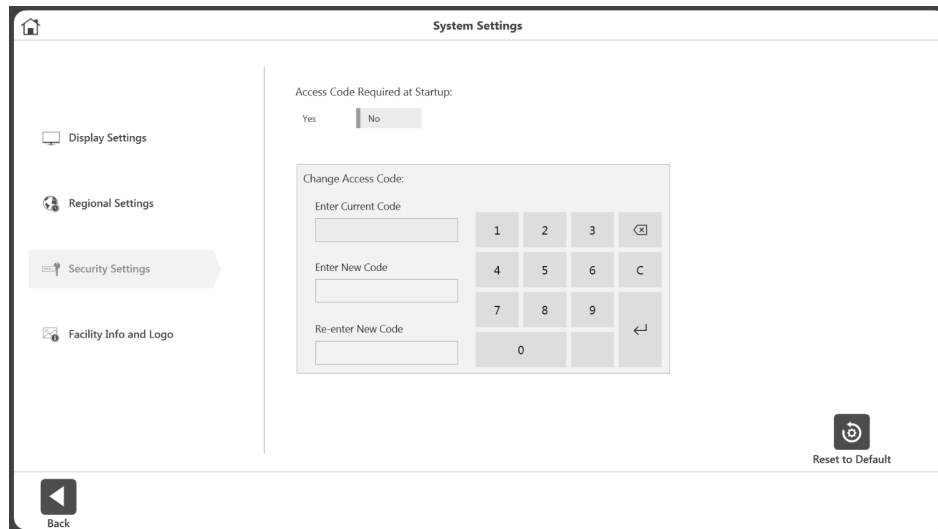 System Settings
Display Settings
Regional Settings
Security Settings
Facility Info and Logo
Access Code Required at Startup:
Yes No
Change Access Code:
Enter Current Code
Enter New Code
Re-enter New Code
1 2 3
4 5 6 C
7 8 9
0
Reset to Default
Back